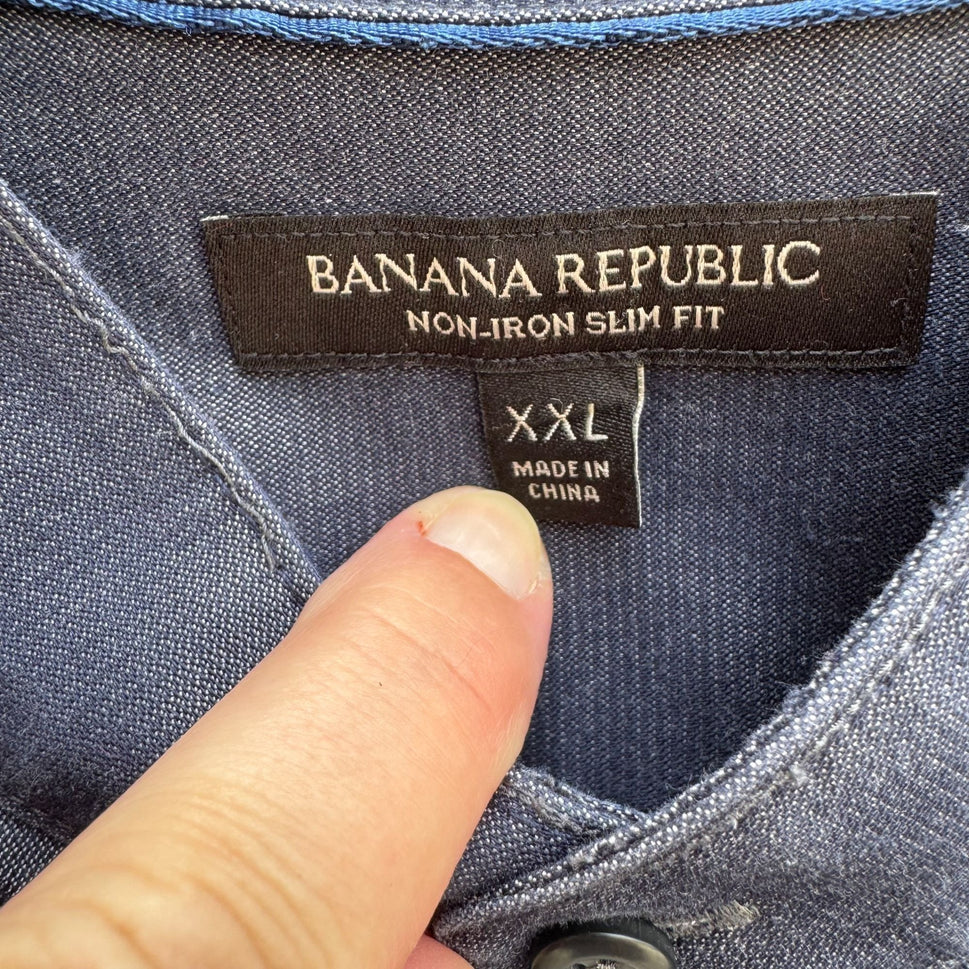 BANANA REPUBLIC
NON-IRON SLIM FIT
XXL
MADE IN
CHINA